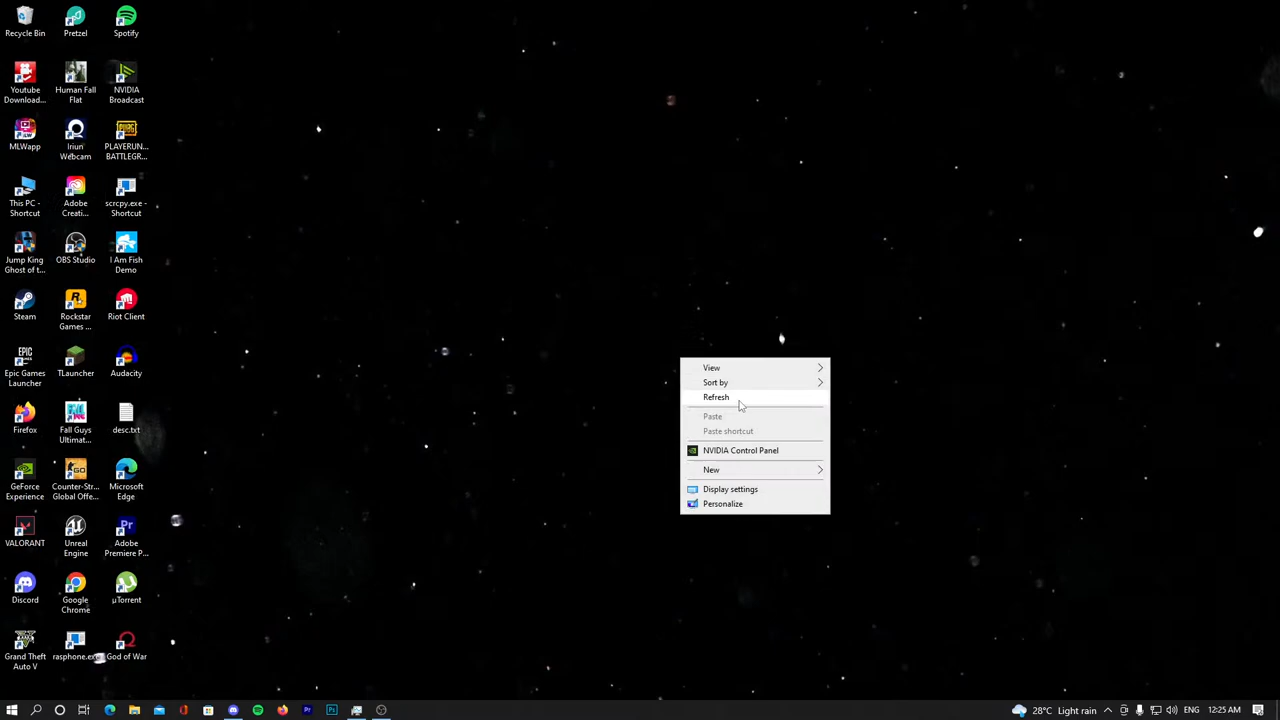 Recycle Bin
Pretzel
Spotify
Youtube
Download...
Human Fall
Flat
NVIDIA
Broadcast
MLWapp
Iriun
Webcam
PLAYERUN...
BATTLEGR...
This PC -
Shortcut
Adobe
Creati...
scrcpy.exe -
Shortcut
Jump King
Ghost of t...
OBS Studio
I Am Fish
Demo
Steam
Rockstar
Games ...
Riot Client
EPIC
GAMES
Epic Games
Launcher
TLauncher
Audacity
Firefox
Fall Guys
Ultimat...
desc.txt
GeForce
Experience
Counter-Str...
Global Offe...
Microsoft
Edge
VALORANT
Unreal
Engine
Adobe
Premiere P...
Discord
Google
Chrome
µTorrent
Grand Theft
Auto V
rasphone.exe
God of War
View
Sort by
Refresh
Paste
Paste shortcut
NVIDIA Control Panel
New
Display settings
Personalize
28°C Light rain
ENG
12:25 AM